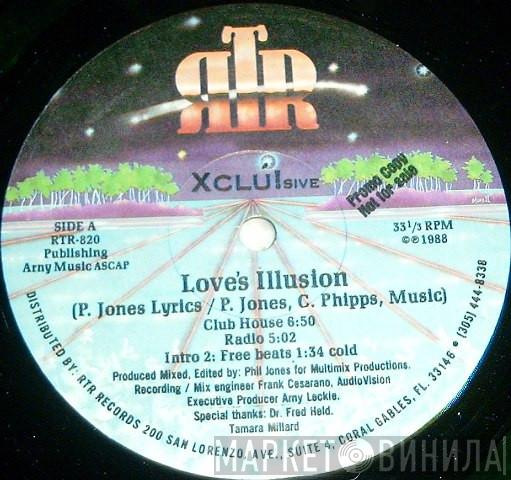 RTR
XCLU!SIVE
Promo Copy
Not for sale
SIDE A
RTR-820
Publishing
Arny Music ASCAP
33 1/3 RPM
©℗ 1988
Love's Illusion
(P. Jones Lyrics / P. Jones, C. Phipps, Music)
Club House 6:50
Radio 5:02
Intro 2: Free beats 1:34 cold
Produced Mixed, Edited by: Phil Jones for Multimix Productions.
Recording / Mix engineer Frank Cesarano, AudioVision
Executive Producer Arny Leckie.
Special thanks: Dr. Fred Held.
Tamara Millard
DISTRIBUTED BY: RTR RECORDS 200 SAN LORENZO, AVE., SUITE 4, CORAL GABLES, FL. 33146 • (305) 444-8338
МАРКЕТ ВИНИЛА